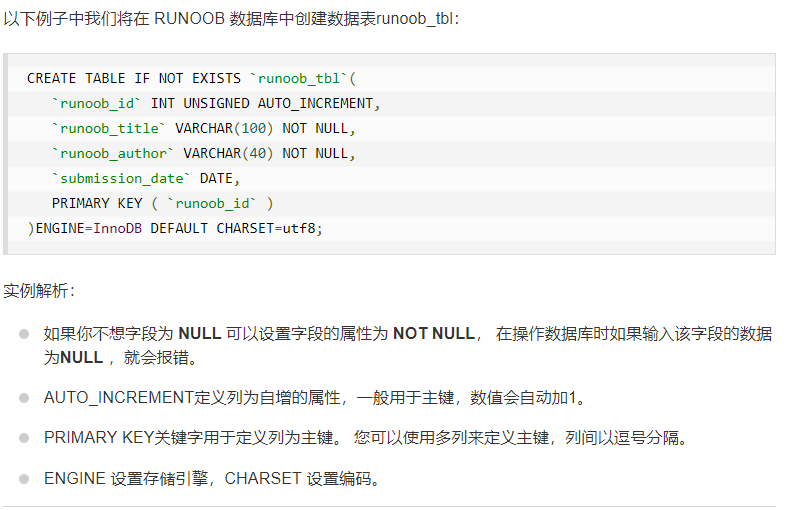 以下例子中我们将在 RUNOOB 数据库中创建数据表runoob_tbl：
CREATE TABLE IF NOT EXISTS `runoob_tbl`(
   `runoob_id` INT UNSIGNED AUTO_INCREMENT,
   `runoob_title` VARCHAR(100) NOT NULL,
   `runoob_author` VARCHAR(40) NOT NULL,
   `submission_date` DATE,
   PRIMARY KEY ( `runoob_id` )
)ENGINE=InnoDB DEFAULT CHARSET=utf8;
实例解析：
如果你不想字段为 NULL 可以设置字段的属性为 NOT NULL， 在操作数据库时如果输入该字段的数据
为NULL ，就会报错。
AUTO_INCREMENT定义列为自增的属性，一般用于主键，数值会自动加1。
PRIMARY KEY关键字用于定义列为主键。 您可以使用多列来定义主键，列间以逗号分隔。
ENGINE 设置存储引擎，CHARSET 设置编码。